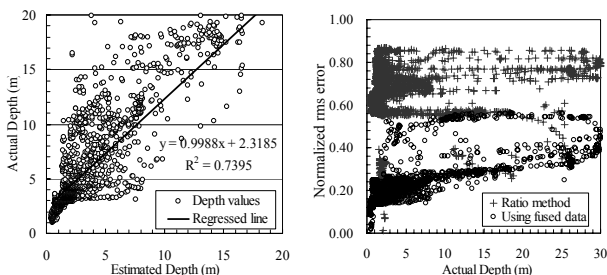 20
15
10
5
0
Actual Depth (m)
y = 0.9988x + 2.3185
R² = 0.7395
o Depth values
Regressed line
0 5 10 15 20
Estimated Depth (m)
1.00
0.80
0.60
0.40
0.20
0.00
Normalized rms error
+ Ratio method
o Using fused data
0 5 10 15 20 25 30
Actual Depth (m)